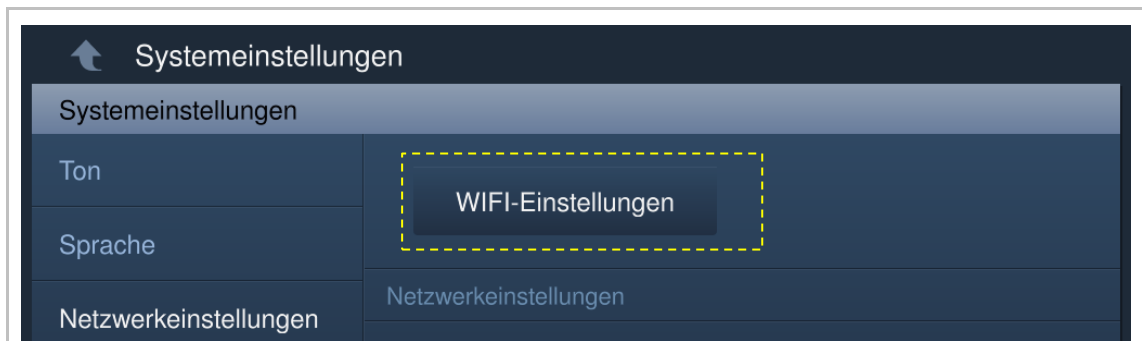 Systemeinstellungen
Systemeinstellungen
Ton
WIFI-Einstellungen
Sprache
Netzwerkeinstellungen
Netzwerkeinstellungen